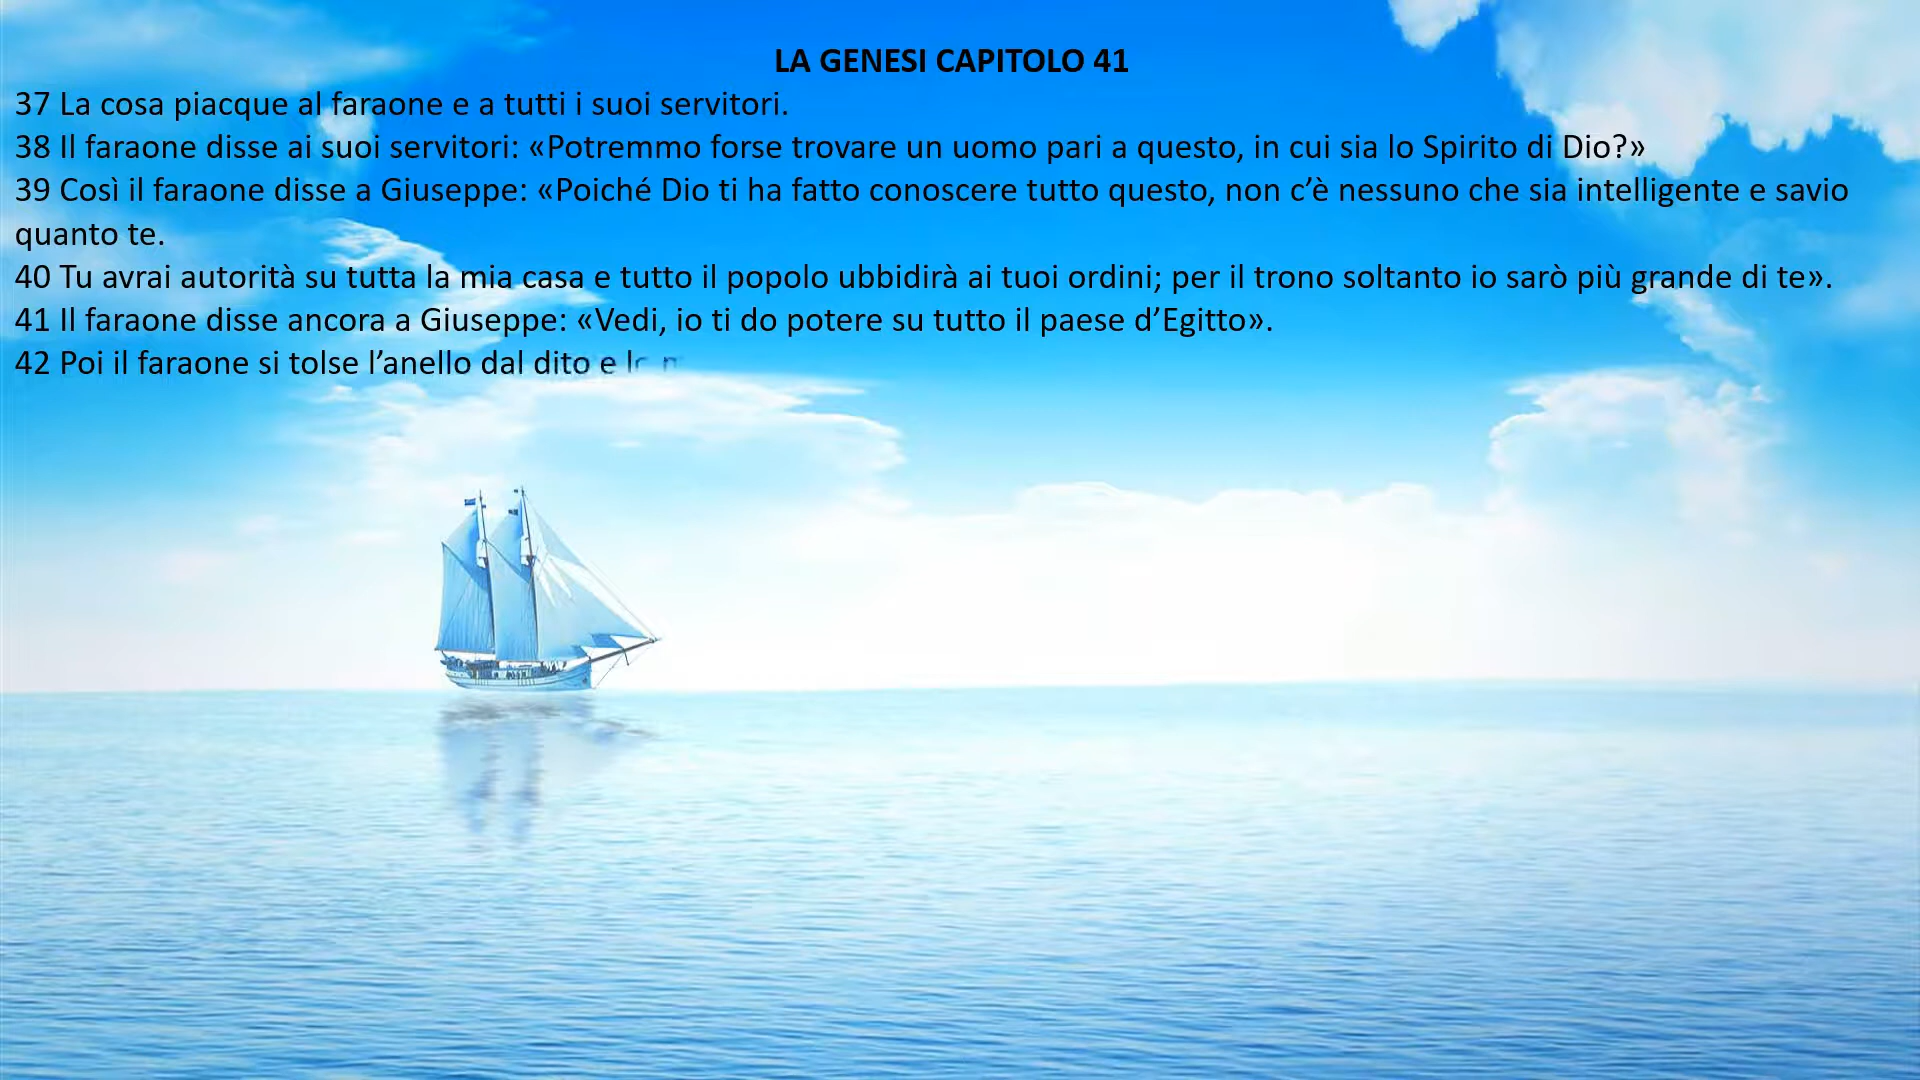 LA GENESI CAPITOLO 41
37 La cosa piacque al faraone e a tutti i suoi servitori.
38 Il faraone disse ai suoi servitori: «Potremmo forse trovare un uomo pari a questo, in cui sia lo Spirito di Dio?»
39 Così il faraone disse a Giuseppe: «Poiché Dio ti ha fatto conoscere tutto questo, non c’è nessuno che sia intelligente e savio
quanto te.
40 Tu avrai autorità su tutta la mia casa e tutto il popolo ubbidirà ai tuoi ordini; per il trono soltanto io sarò più grande di te».
41 Il faraone disse ancora a Giuseppe: «Vedi, io ti do potere su tutto il paese d’Egitto».
42 Poi il faraone si tolse l’anello dal dito e